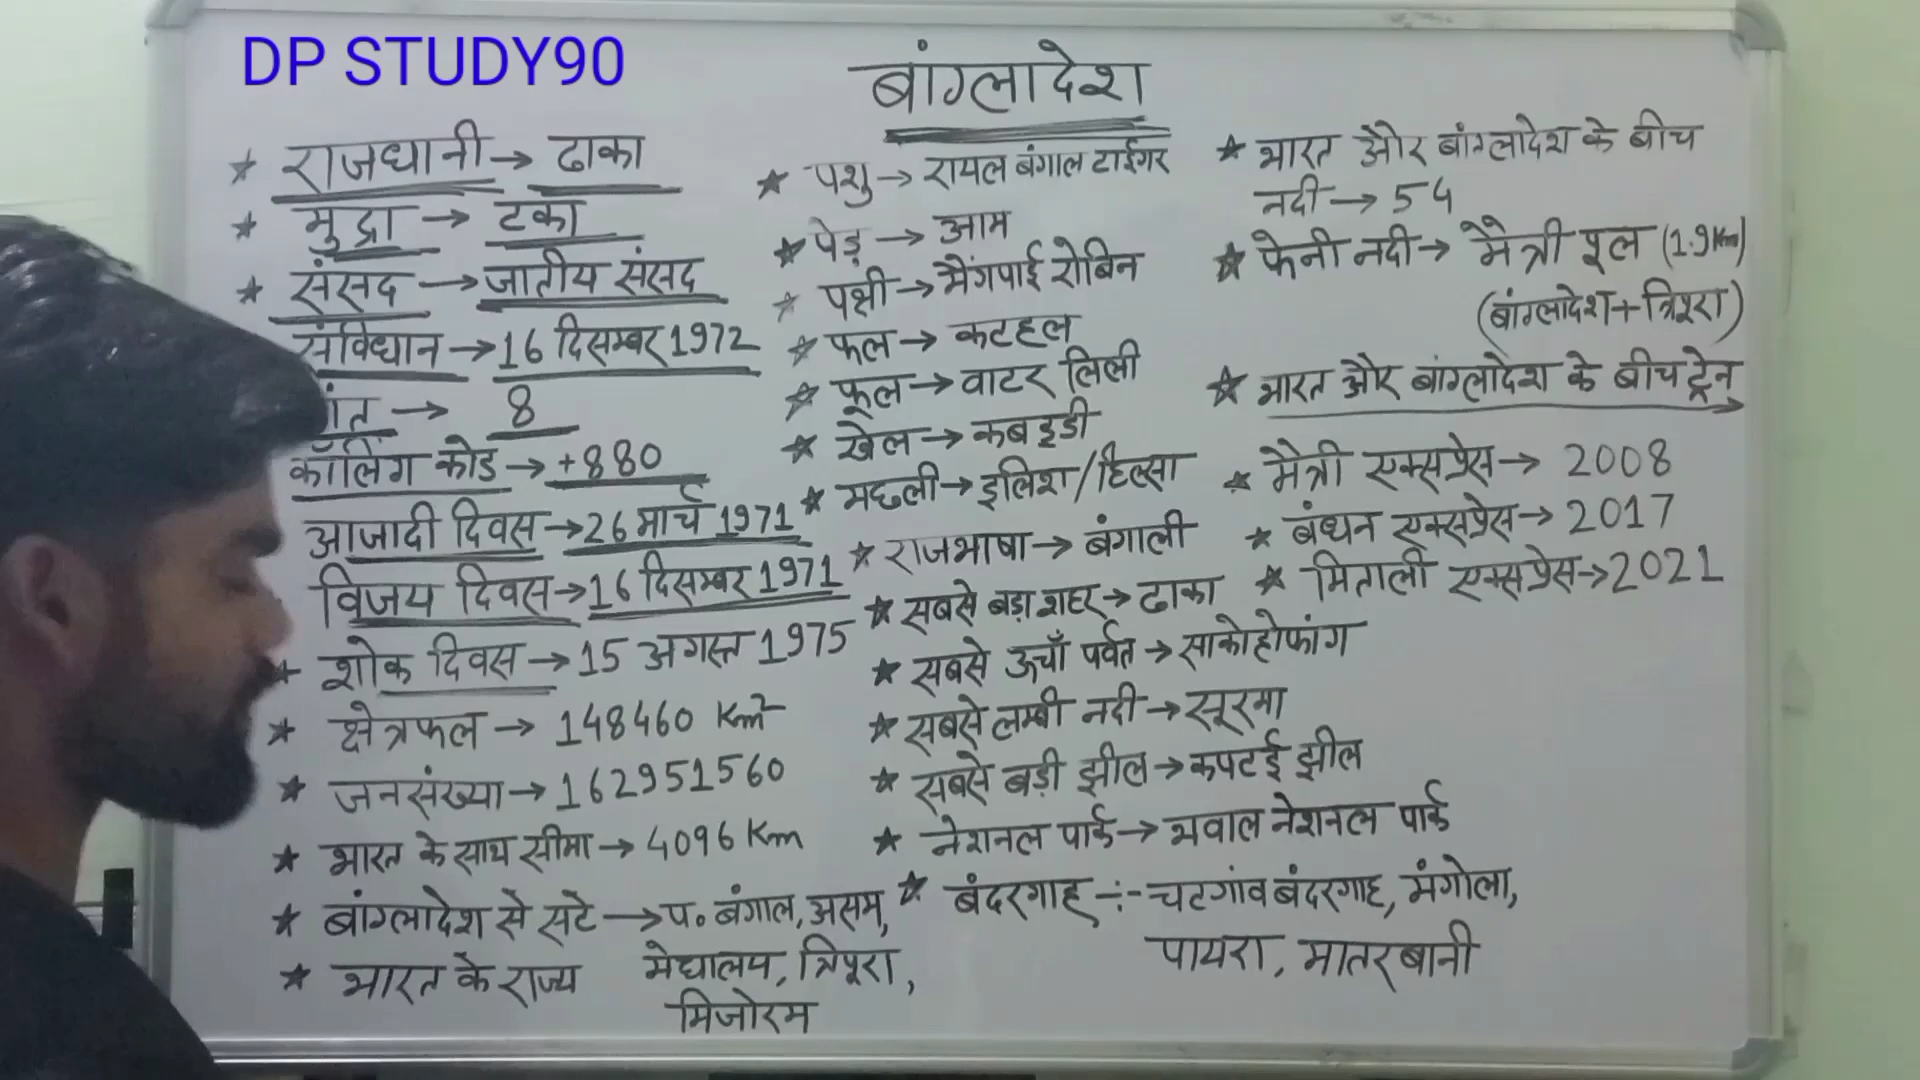 DP STUDY90
बांग्लादेश
★ राजधानी → ढाका
★ मुद्रा → टका
★ संसद → जातीय संसद
संविधान → 16 दिसम्बर 1972
ांत → 8
कॉलिंग कोड → +880
आजादी दिवस → 26 मार्च 1971
विजय दिवस → 16 दिसम्बर 1971
★ शोक दिवस → 15 अगस्त 1975
★ क्षेत्रफल → 148460 Km²
★ जनसंख्या → 162951560
★ भारत के साथ सीमा → 4096 Km
★ बांग्लादेश से सटे → प. बंगाल, असम,
★ भारत के राज्य मेघालय, त्रिपुरा,
मिजोरम
★ पशु → रायल बंगाल टाईगर
★ पेड़ → आम
★ पक्षी → मैंगपाई रोबिन
★ फल → कटहल
★ फूल → वाटर लिली
★ खेल → कबड्डी
★ मछली → इलिश/हिल्सा
★ राजभाषा → बंगाली
★ सबसे बड़ा शहर → ढाका
★ सबसे ऊचाँ पर्वत → साकोहोफांग
★ सबसे लम्बी नदी → सूरमा
★ सबसे बड़ी झील → कपटई झील
★ नेशनल पार्क → भवाल नेशनल पार्क
★ बंदरगाह ÷- चटगांव बंदरगाह, मंगोला,
पायरा, मातरबानी
★ भारत और बांग्लादेश के बीच
नदी → 54
★ फेनी नदी → मैत्री पूल (1.9 Km)
(बांग्लादेश + त्रिपुरा)
★ भारत और बांग्लादेश के बीच ट्रेन
★ मैत्री एक्सप्रेस → 2008
★ बंधन एक्सप्रेस → 2017
★ मिताली एक्सप्रेस → 2021